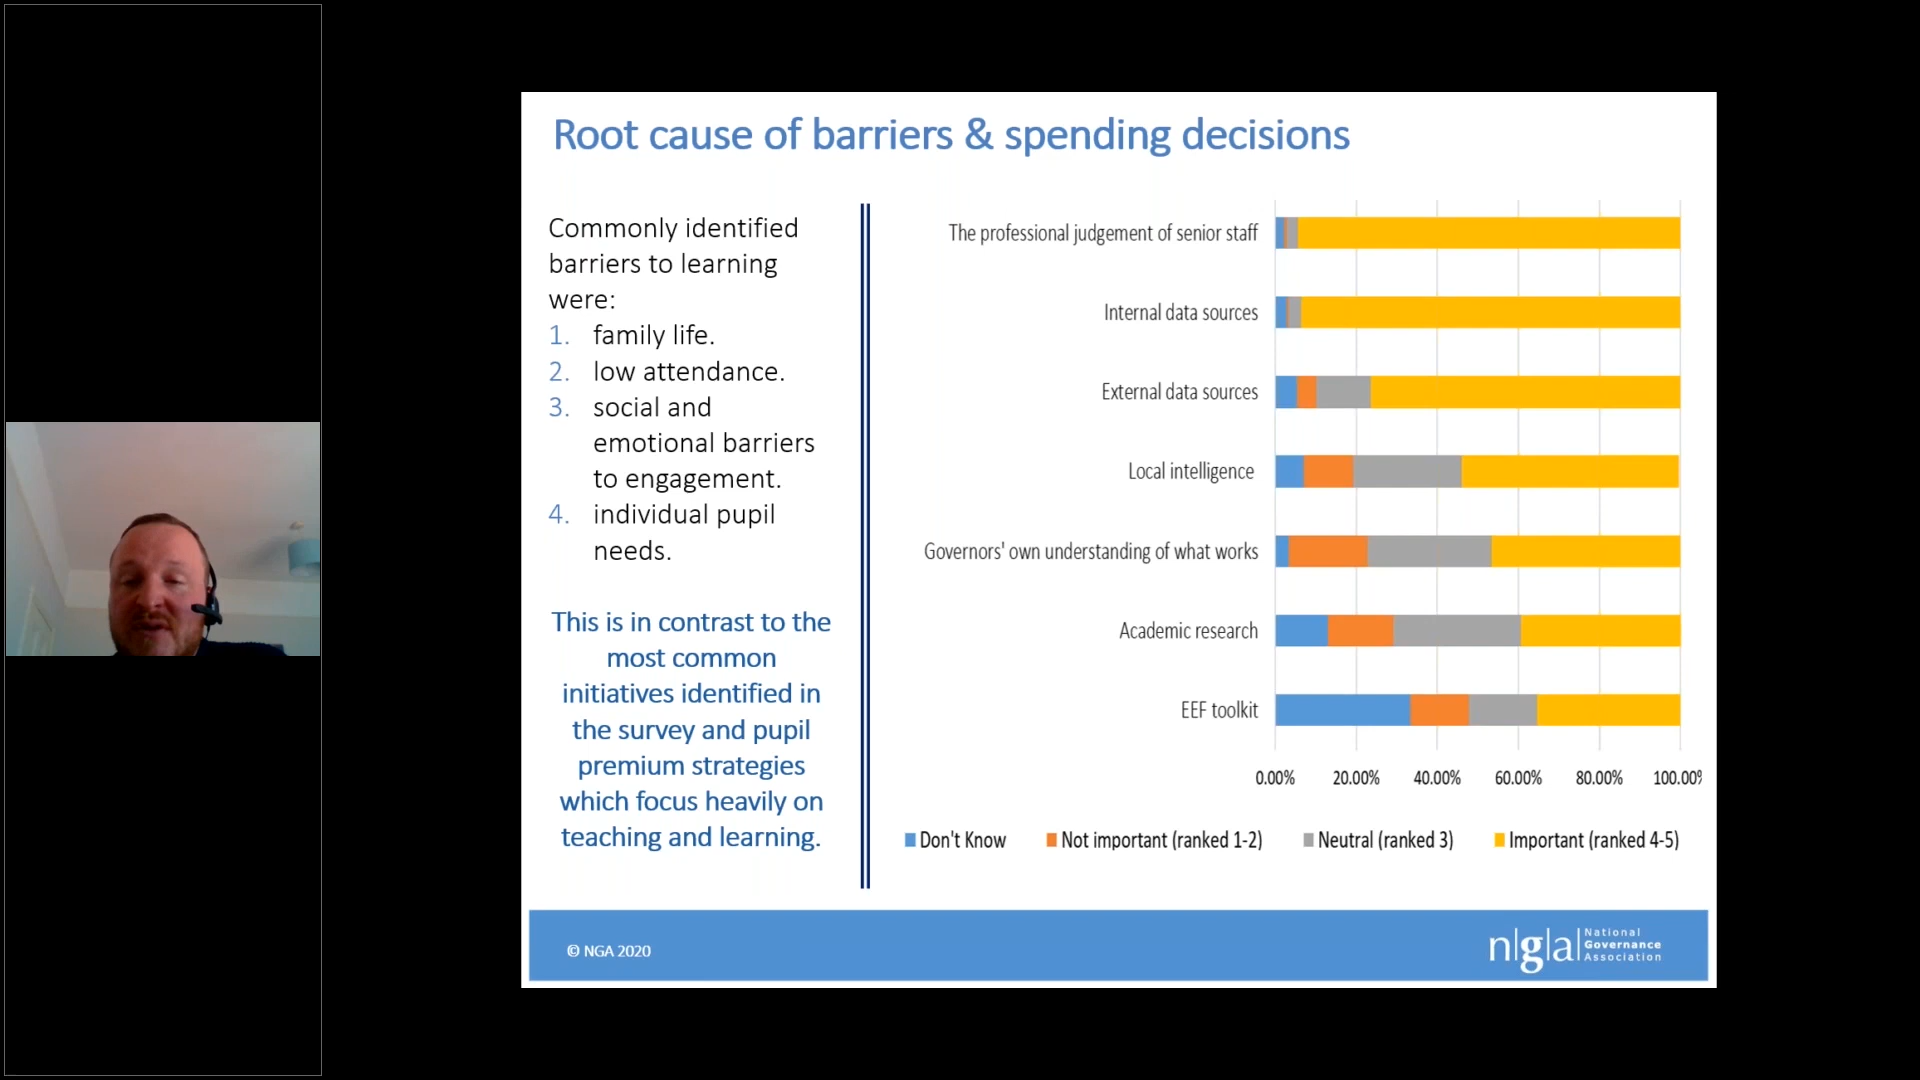 Root cause of barriers & spending decisions
Commonly identified
barriers to learning
were:
1. family life.
2. low attendance.
3. social and
emotional barriers
to engagement.
4. individual pupil
needs.
This is in contrast to the
most common
initiatives identified in
the survey and pupil
premium strategies
which focus heavily on
teaching and learning.
The professional judgement of senior staff
Internal data sources
External data sources
Local intelligence
Governors' own understanding of what works
Academic research
EEF toolkit
0.00% 20.00% 40.00% 60.00% 80.00% 100.00%
Don't Know Not important (ranked 1-2) Neutral (ranked 3) Important (ranked 4-5)
© NGA 2020
n|g|a| National
Governance
Association